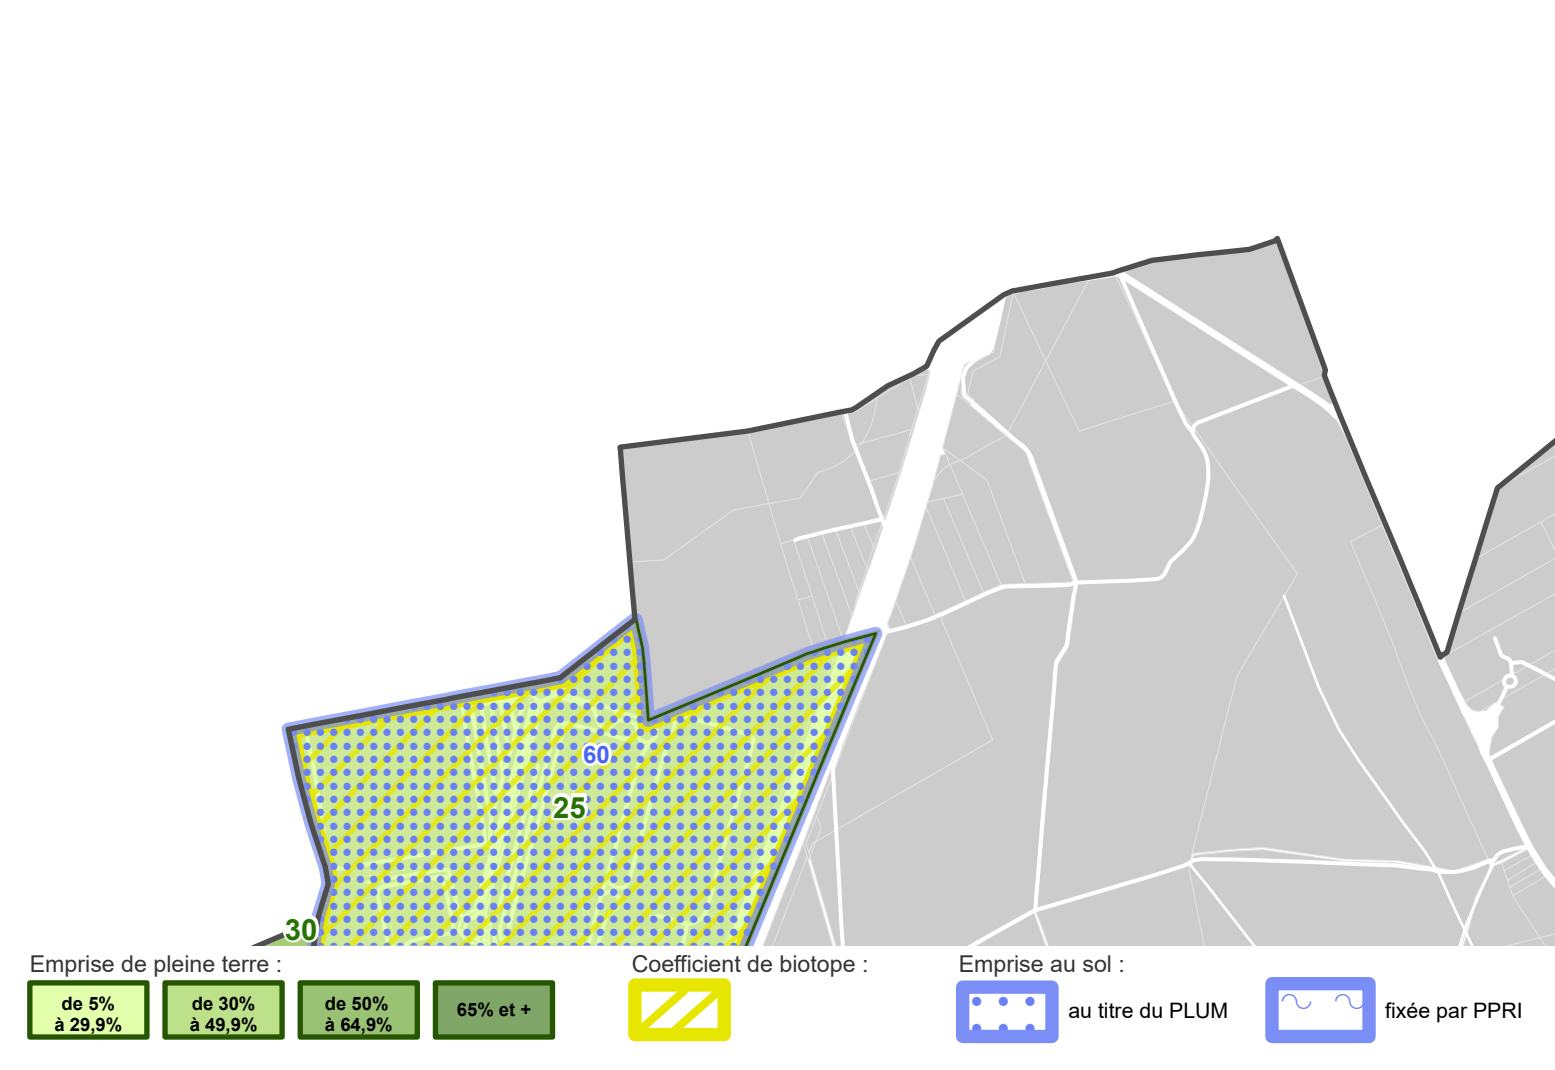 60
25
30
Emprise de pleine terre :
de 5%
à 29,9%
de 30%
à 49,9%
de 50%
à 64,9%
65% et +
Coefficient de biotope :
Emprise au sol :
au titre du PLUM
fixée par PPRI